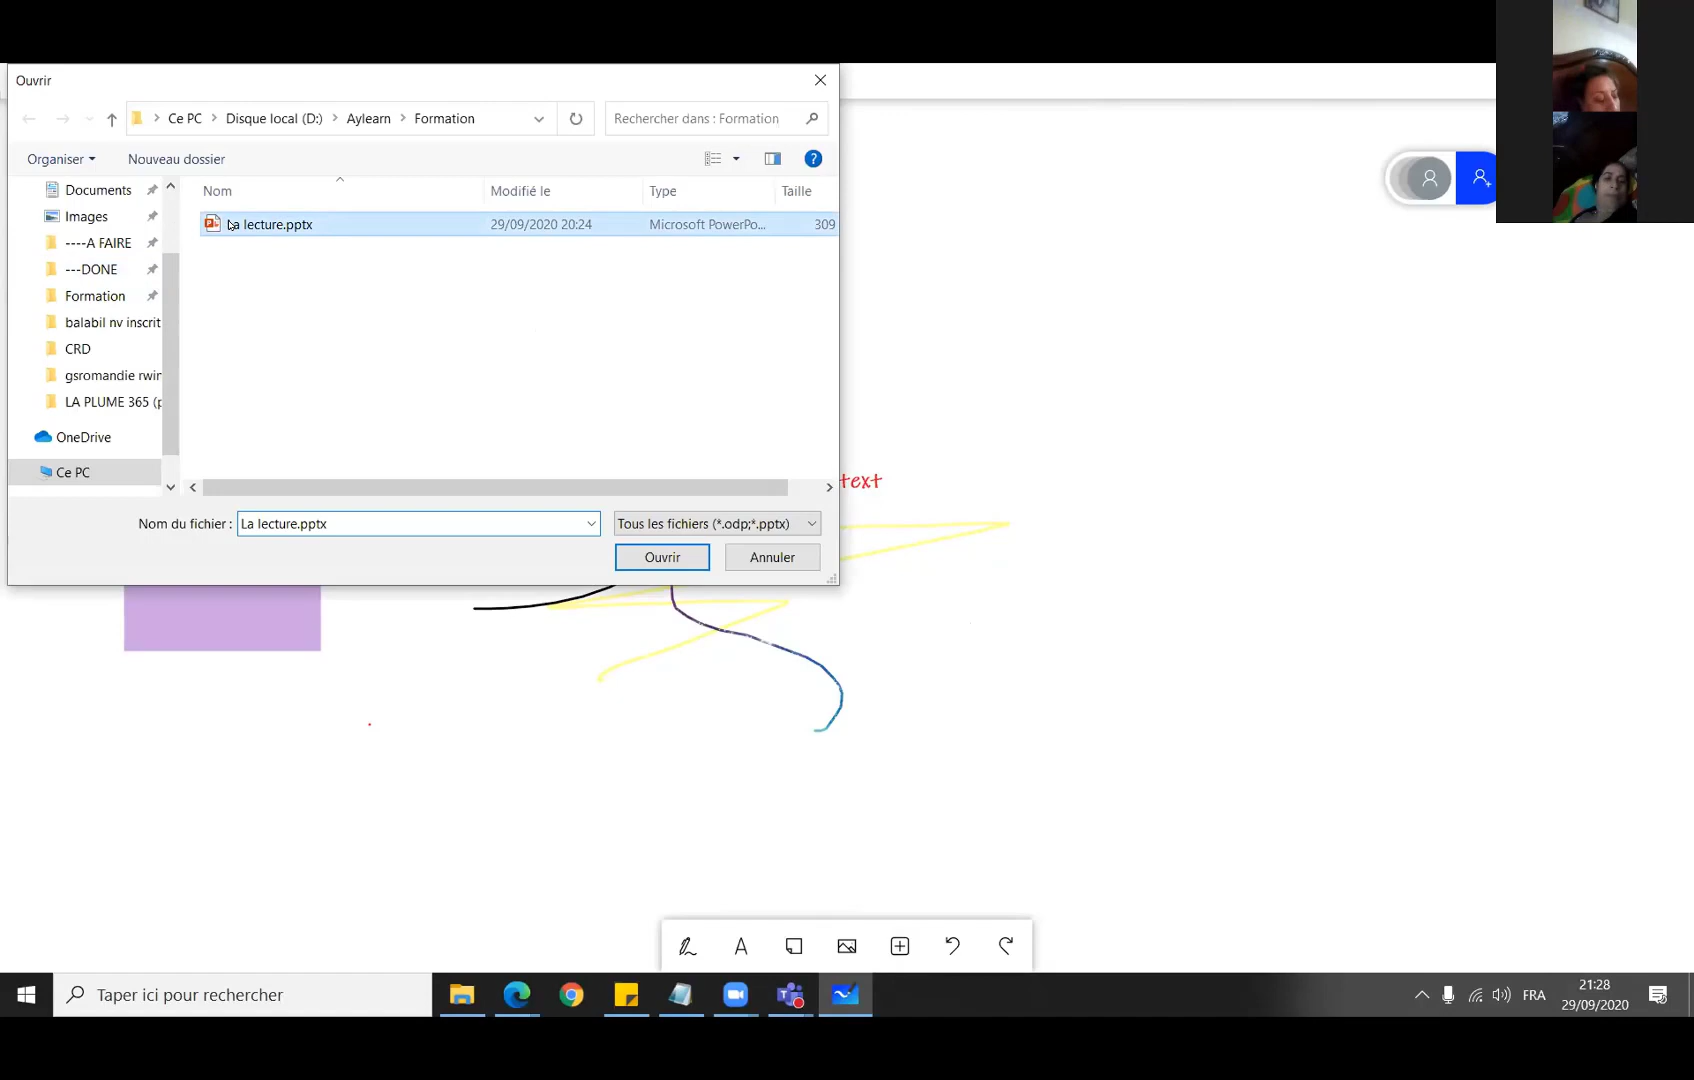 Ouvrir
Ce PC > Disque local (D:) > Aylearn > Formation
Rechercher dans : Formation
Organiser
Nouveau dossier
Documents
Images
----A FAIRE
---DONE
Formation
balabil nv inscrit
CRD
gsromandie rwin
LA PLUME 365 (p
OneDrive
Ce PC
Nom
Modifié le
Type
Taille
La lecture.pptx
29/09/2020 20:24
Microsoft PowerPo...
309
text
Nom du fichier :
La lecture.pptx
Tous les fichiers (*.odp;*.pptx)
Ouvrir
Annuler
Taper ici pour rechercher
FRA
21:28
29/09/2020